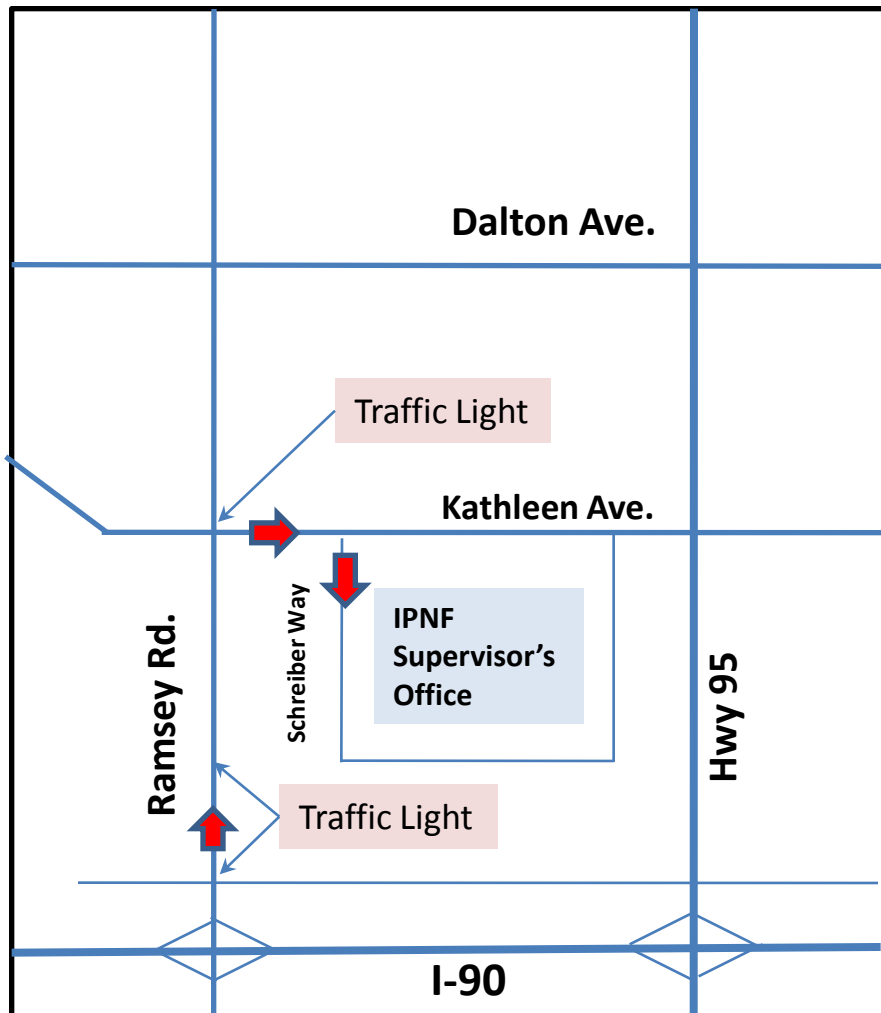 Dalton Ave.
Traffic Light
Kathleen Ave.
Schreiber Way
IPNF
Supervisor’s
Office
Ramsey Rd.
Hwy 95
Traffic Light
I-90